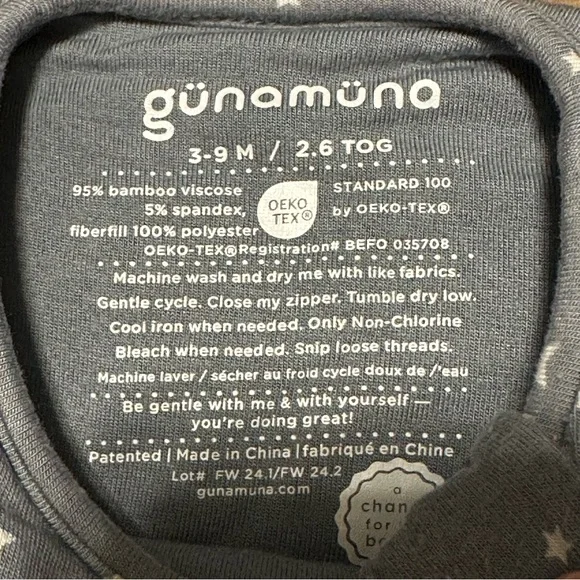 günamüna
3-9 M / 2.6 TOG
95% bamboo viscose
5% spandex,
fiberfill 100% polyester
OEKO
TEX®
STANDARD 100
by OEKO-TEX®
OEKO-TEX®Registration# BEFO 035708
Machine wash and dry me with like fabrics.
Gentle cycle. Close my zipper. Tumble dry low.
Cool iron when needed. Only Non-Chlorine
Bleach when needed. Snip loose threads.
Machine laver / sécher au froid cycle doux de /'eau
Be gentle with me & with yourself —
you're doing great!
Patented | Made in China | fabriqué en Chine
Lot# FW 24.1/FW 24.2
gunamuna.com
a
for